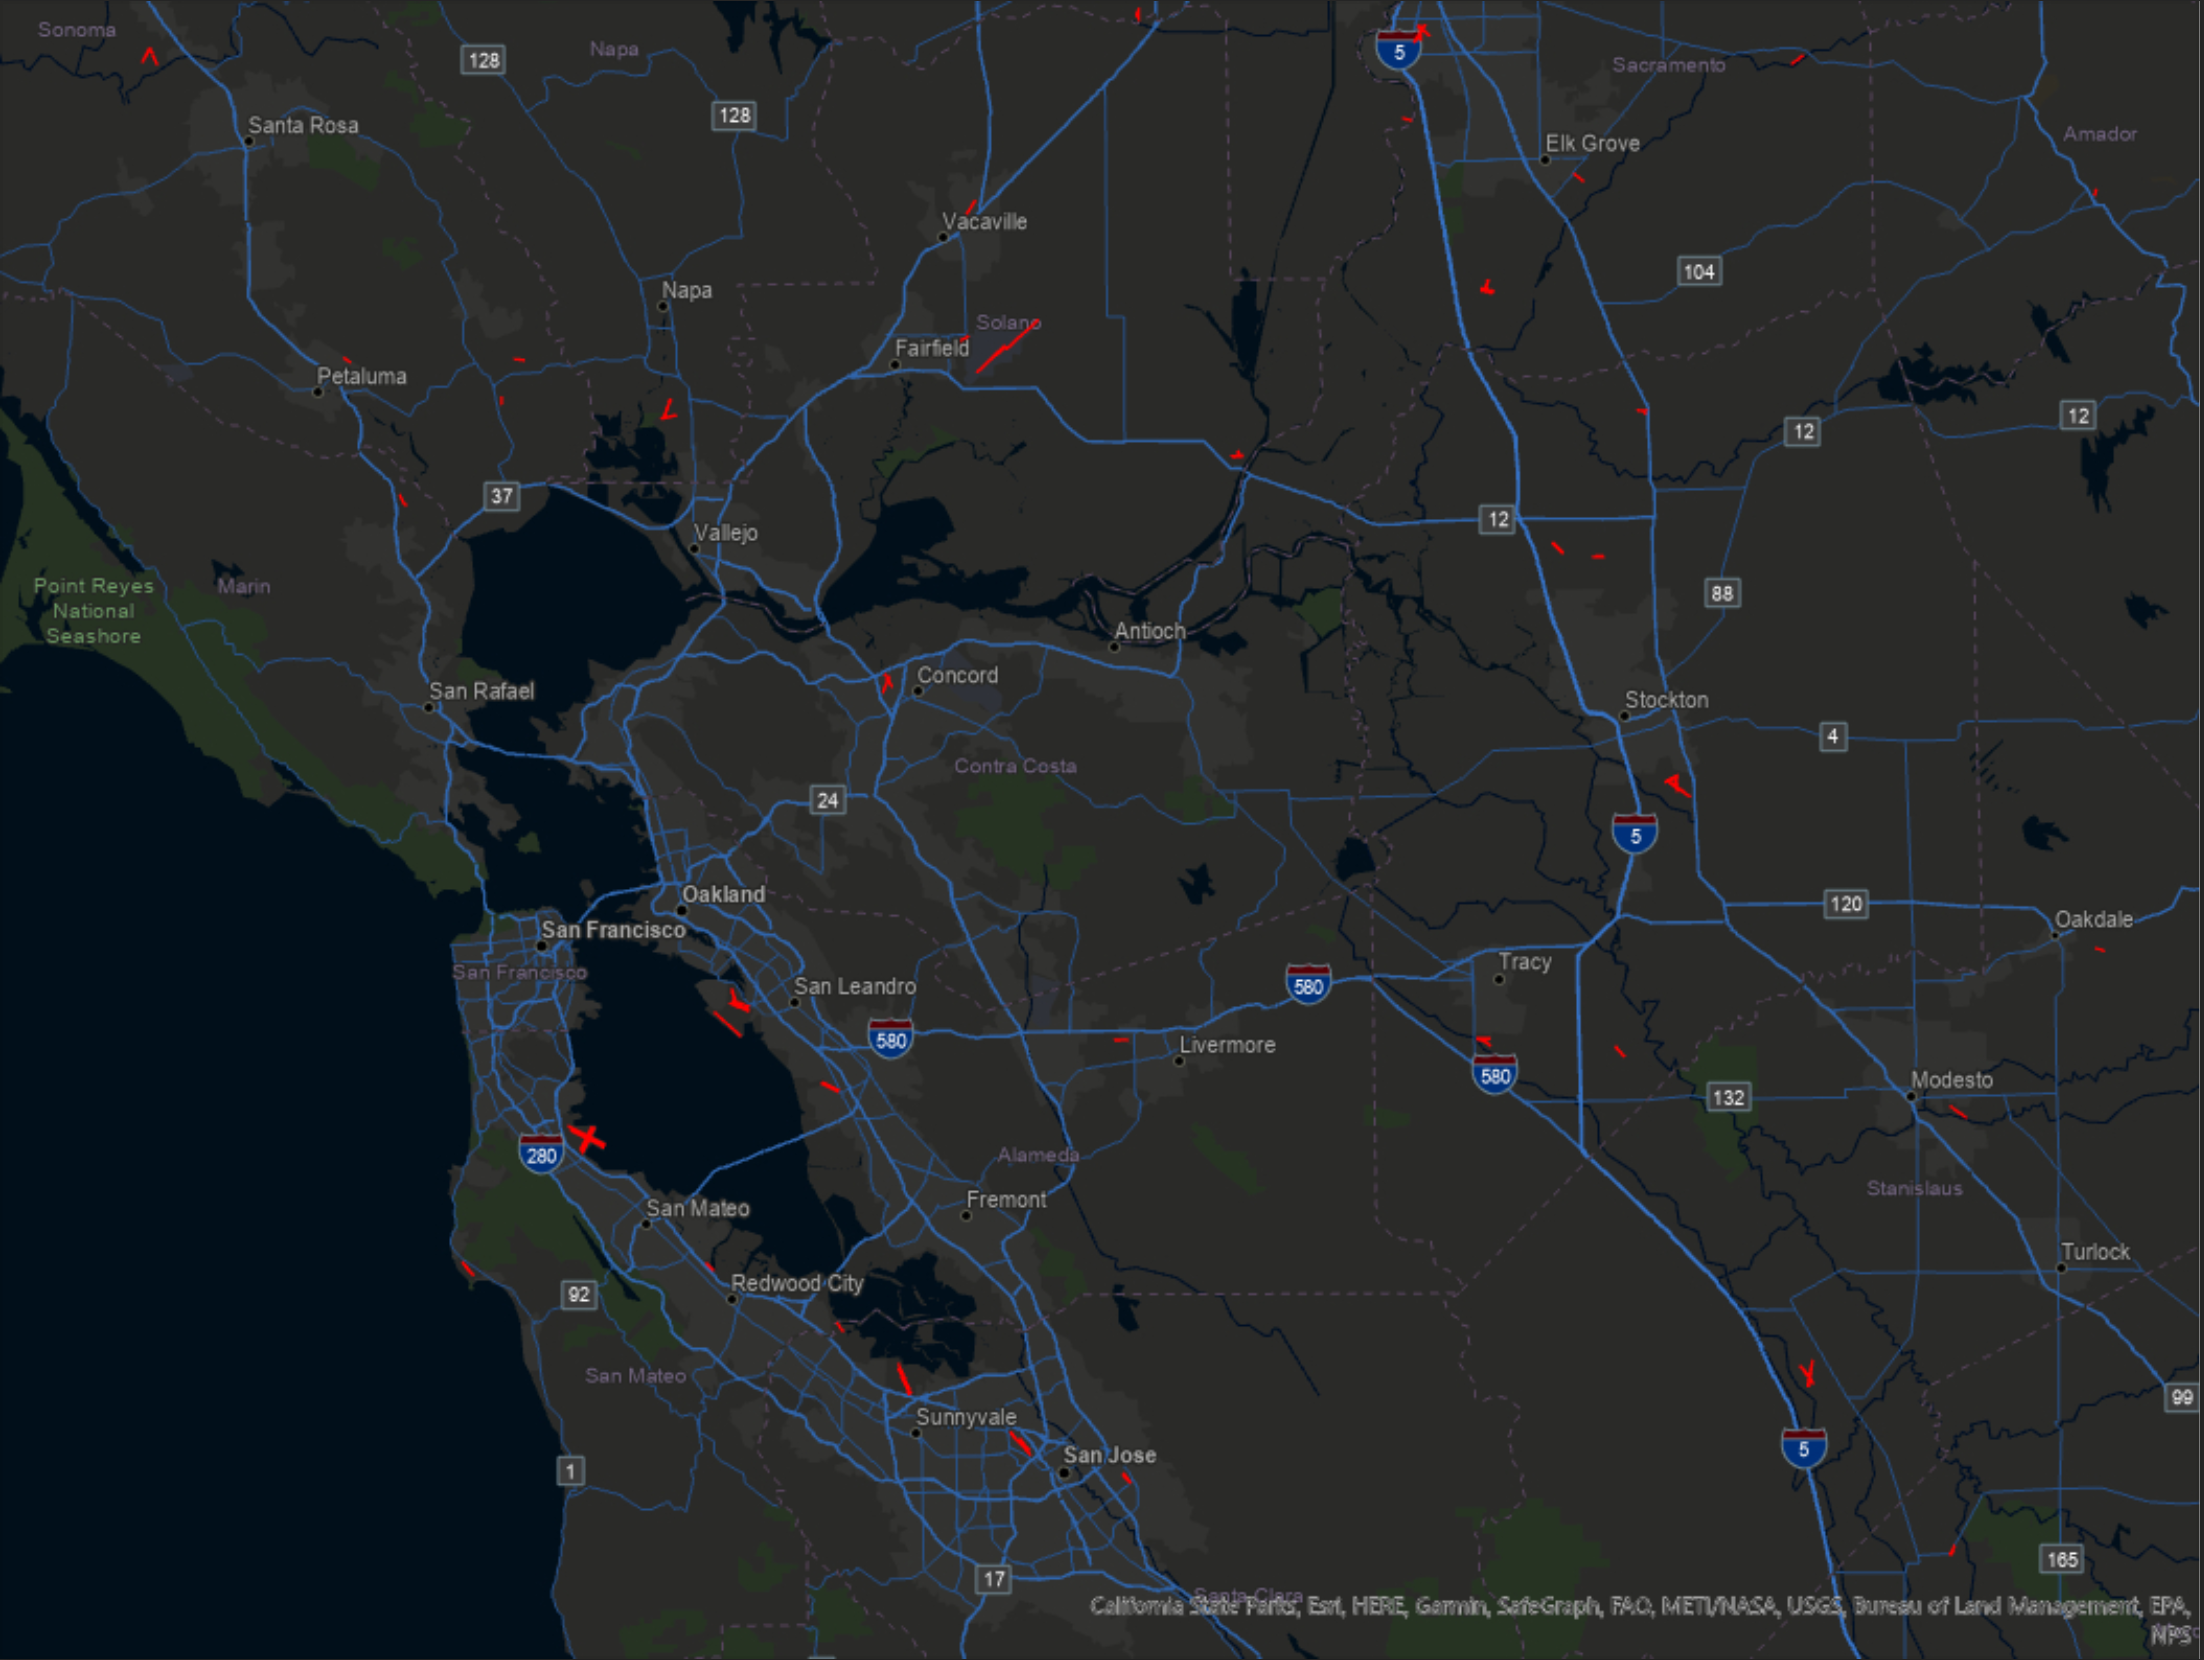 Sonoma
128
Napa
5
Sacramento
128
Santa Rosa
Elk Grove
Amador
Vacaville
104
Napa
Solano
Fairfield
Petaluma
12
12
37
12
Vallejo
Point Reyes
National
Seashore
Marin
88
Antioch
Concord
San Rafael
Stockton
4
Contra Costa
24
5
Oakland
120
Oakdale
San Francisco
Tracy
San Francisco
San Leandro
580
580
Livermore
580
Modesto
132
280
Alameda
Stanislaus
Fremont
San Mateo
Turlock
Redwood City
92
San Mateo
99
Sunnyvale
San Jose
5
1
165
17
Santa Clara
California State Parks, Esri, HERE, Garmin, SafeGraph, FAO, METI/NASA, USGS, Bureau of Land Management, EPA,
NPS